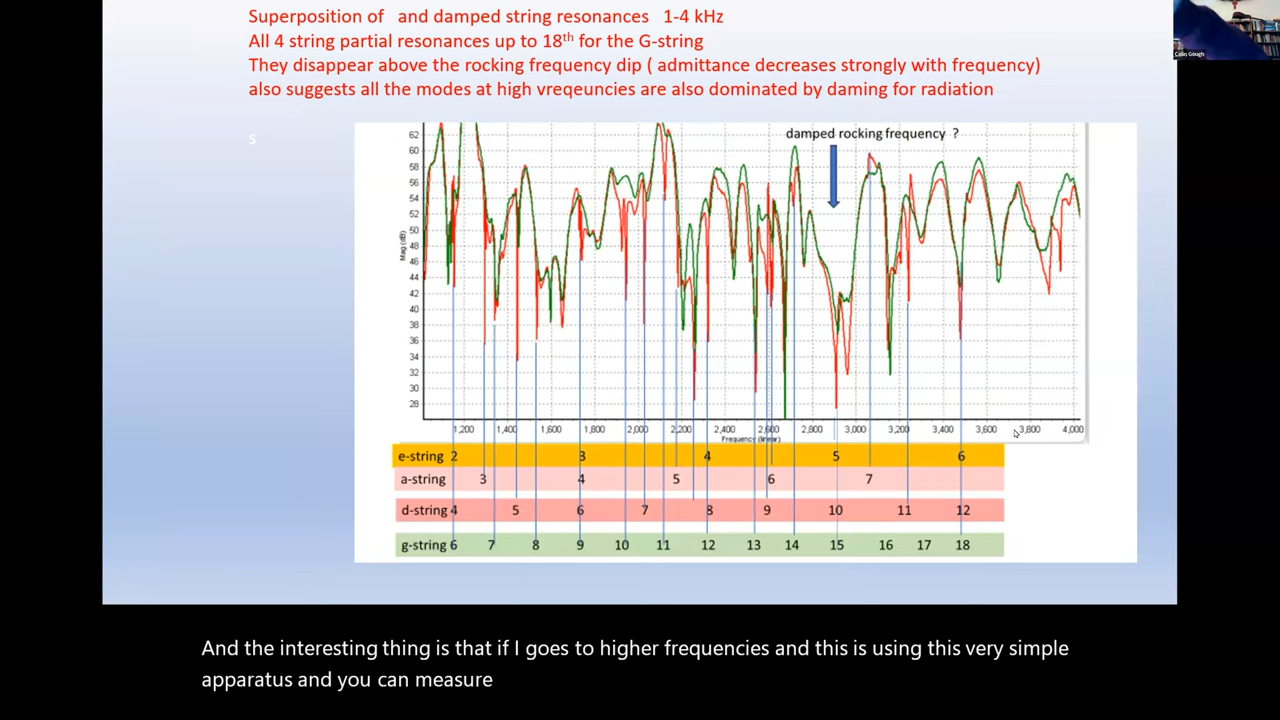 Superposition of and damped string resonances 1-4 kHz
All 4 string partial resonances up to 18th for the G-string
They disappear above the rocking frequency dip ( admittance decreases strongly with frequency)
also suggests all the modes at high vreqeuncies are also dominated by daming for radiation
Colin Gough
s
damped rocking frequency ?
62
60
58
56
54
52
50
48
46
44
42
40
38
36
34
32
30
28
Mag (dB)
1,200 1,400 1,600 1,800 2,000 2,200 2,400 2,600 2,800 3,000 3,200 3,400 3,600 3,800 4,000
Frequency (linear)
e-string 2 3 4 5 6
a-string 3 4 5 6 7
d-string 4 5 6 7 8 9 10 11 12
g-string 6 7 8 9 10 11 12 13 14 15 16 17 18
And the interesting thing is that if I goes to higher frequencies and this is using this very simple
apparatus and you can measure